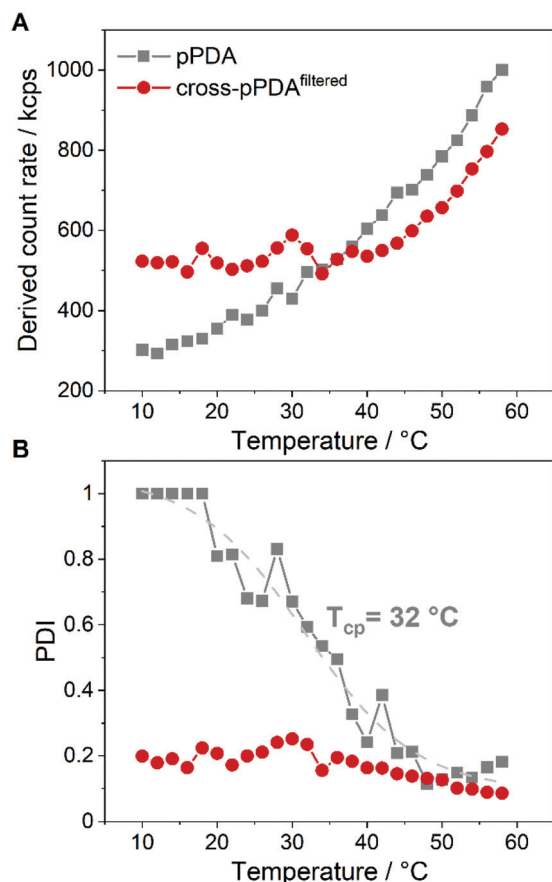 A
pPDA
cross-pPDA^filtered
1000
800
600
400
200
Derived count rate / kcps
10 20 30 40 50 60
Temperature / °C
B
1
0.8
0.6
0.4
0.2
0
PDI
T_cp = 32 °C
10 20 30 40 50 60
Temperature / °C